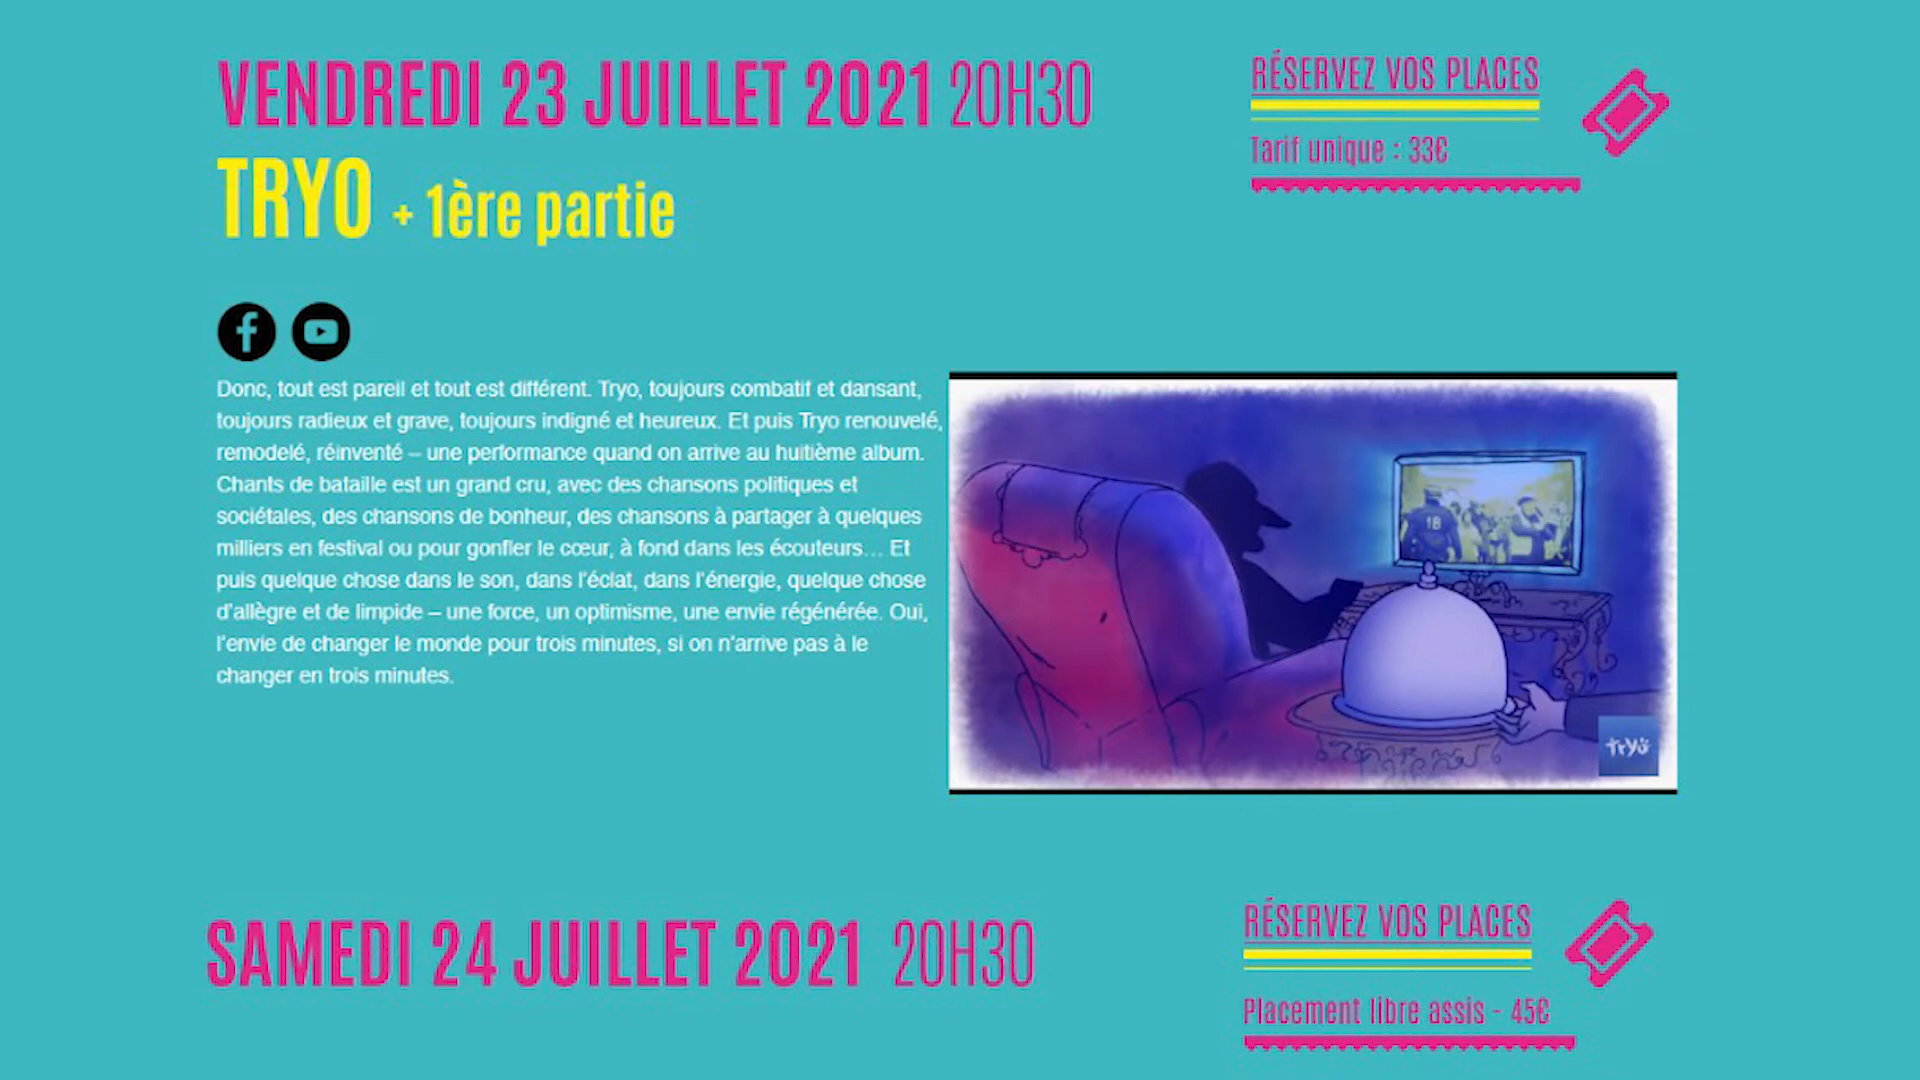 VENDREDI 23 JUILLET 2021 20H30
RÉSERVEZ VOS PLACES
Tarif unique : 33€
TRYO + 1ère partie
Donc, tout est pareil et tout est différent. Tryo, toujours combatif et dansant,
toujours radieux et grave, toujours indigné et heureux. Et puis Tryo renouvelé,
remodelé, réinventé – une performance quand on arrive au huitième album.
Chants de bataille est un grand cru, avec des chansons politiques et
sociétales, des chansons de bonheur, des chansons à partager à quelques
milliers en festival ou pour gonfler le cœur, à fond dans les écouteurs… Et
puis quelque chose dans le son, dans l'éclat, dans l'énergie, quelque chose
d'allègre et de limpide – une force, un optimisme, une envie régénérée. Oui,
l'envie de changer le monde pour trois minutes, si on n'arrive pas à le
changer en trois minutes.
18
Tryo
SAMEDI 24 JUILLET 2021 20H30
RÉSERVEZ VOS PLACES
Placement libre assis - 45€